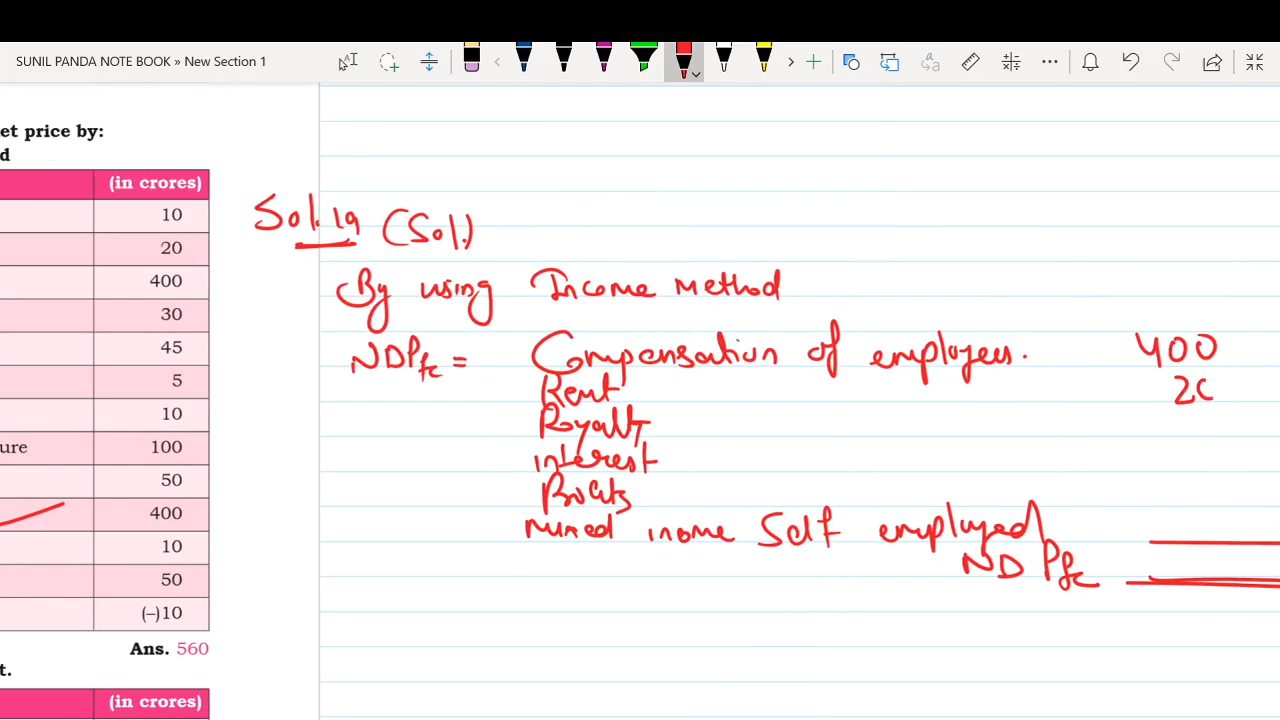 SUNIL PANDA NOTE BOOK » New Section 1
et price by:
d
(in crores)
10
20
400
30
45
5
10
ure 100
50
400
10
50
(–)10
Ans. 560
t.
(in crores)
Sol. 19 (Sol.)
By using Income Method
NDPfc = Compensation of employees. 400
Rent 20
Royalty
interest
Profits
mixed inome Self employed
NDPfc